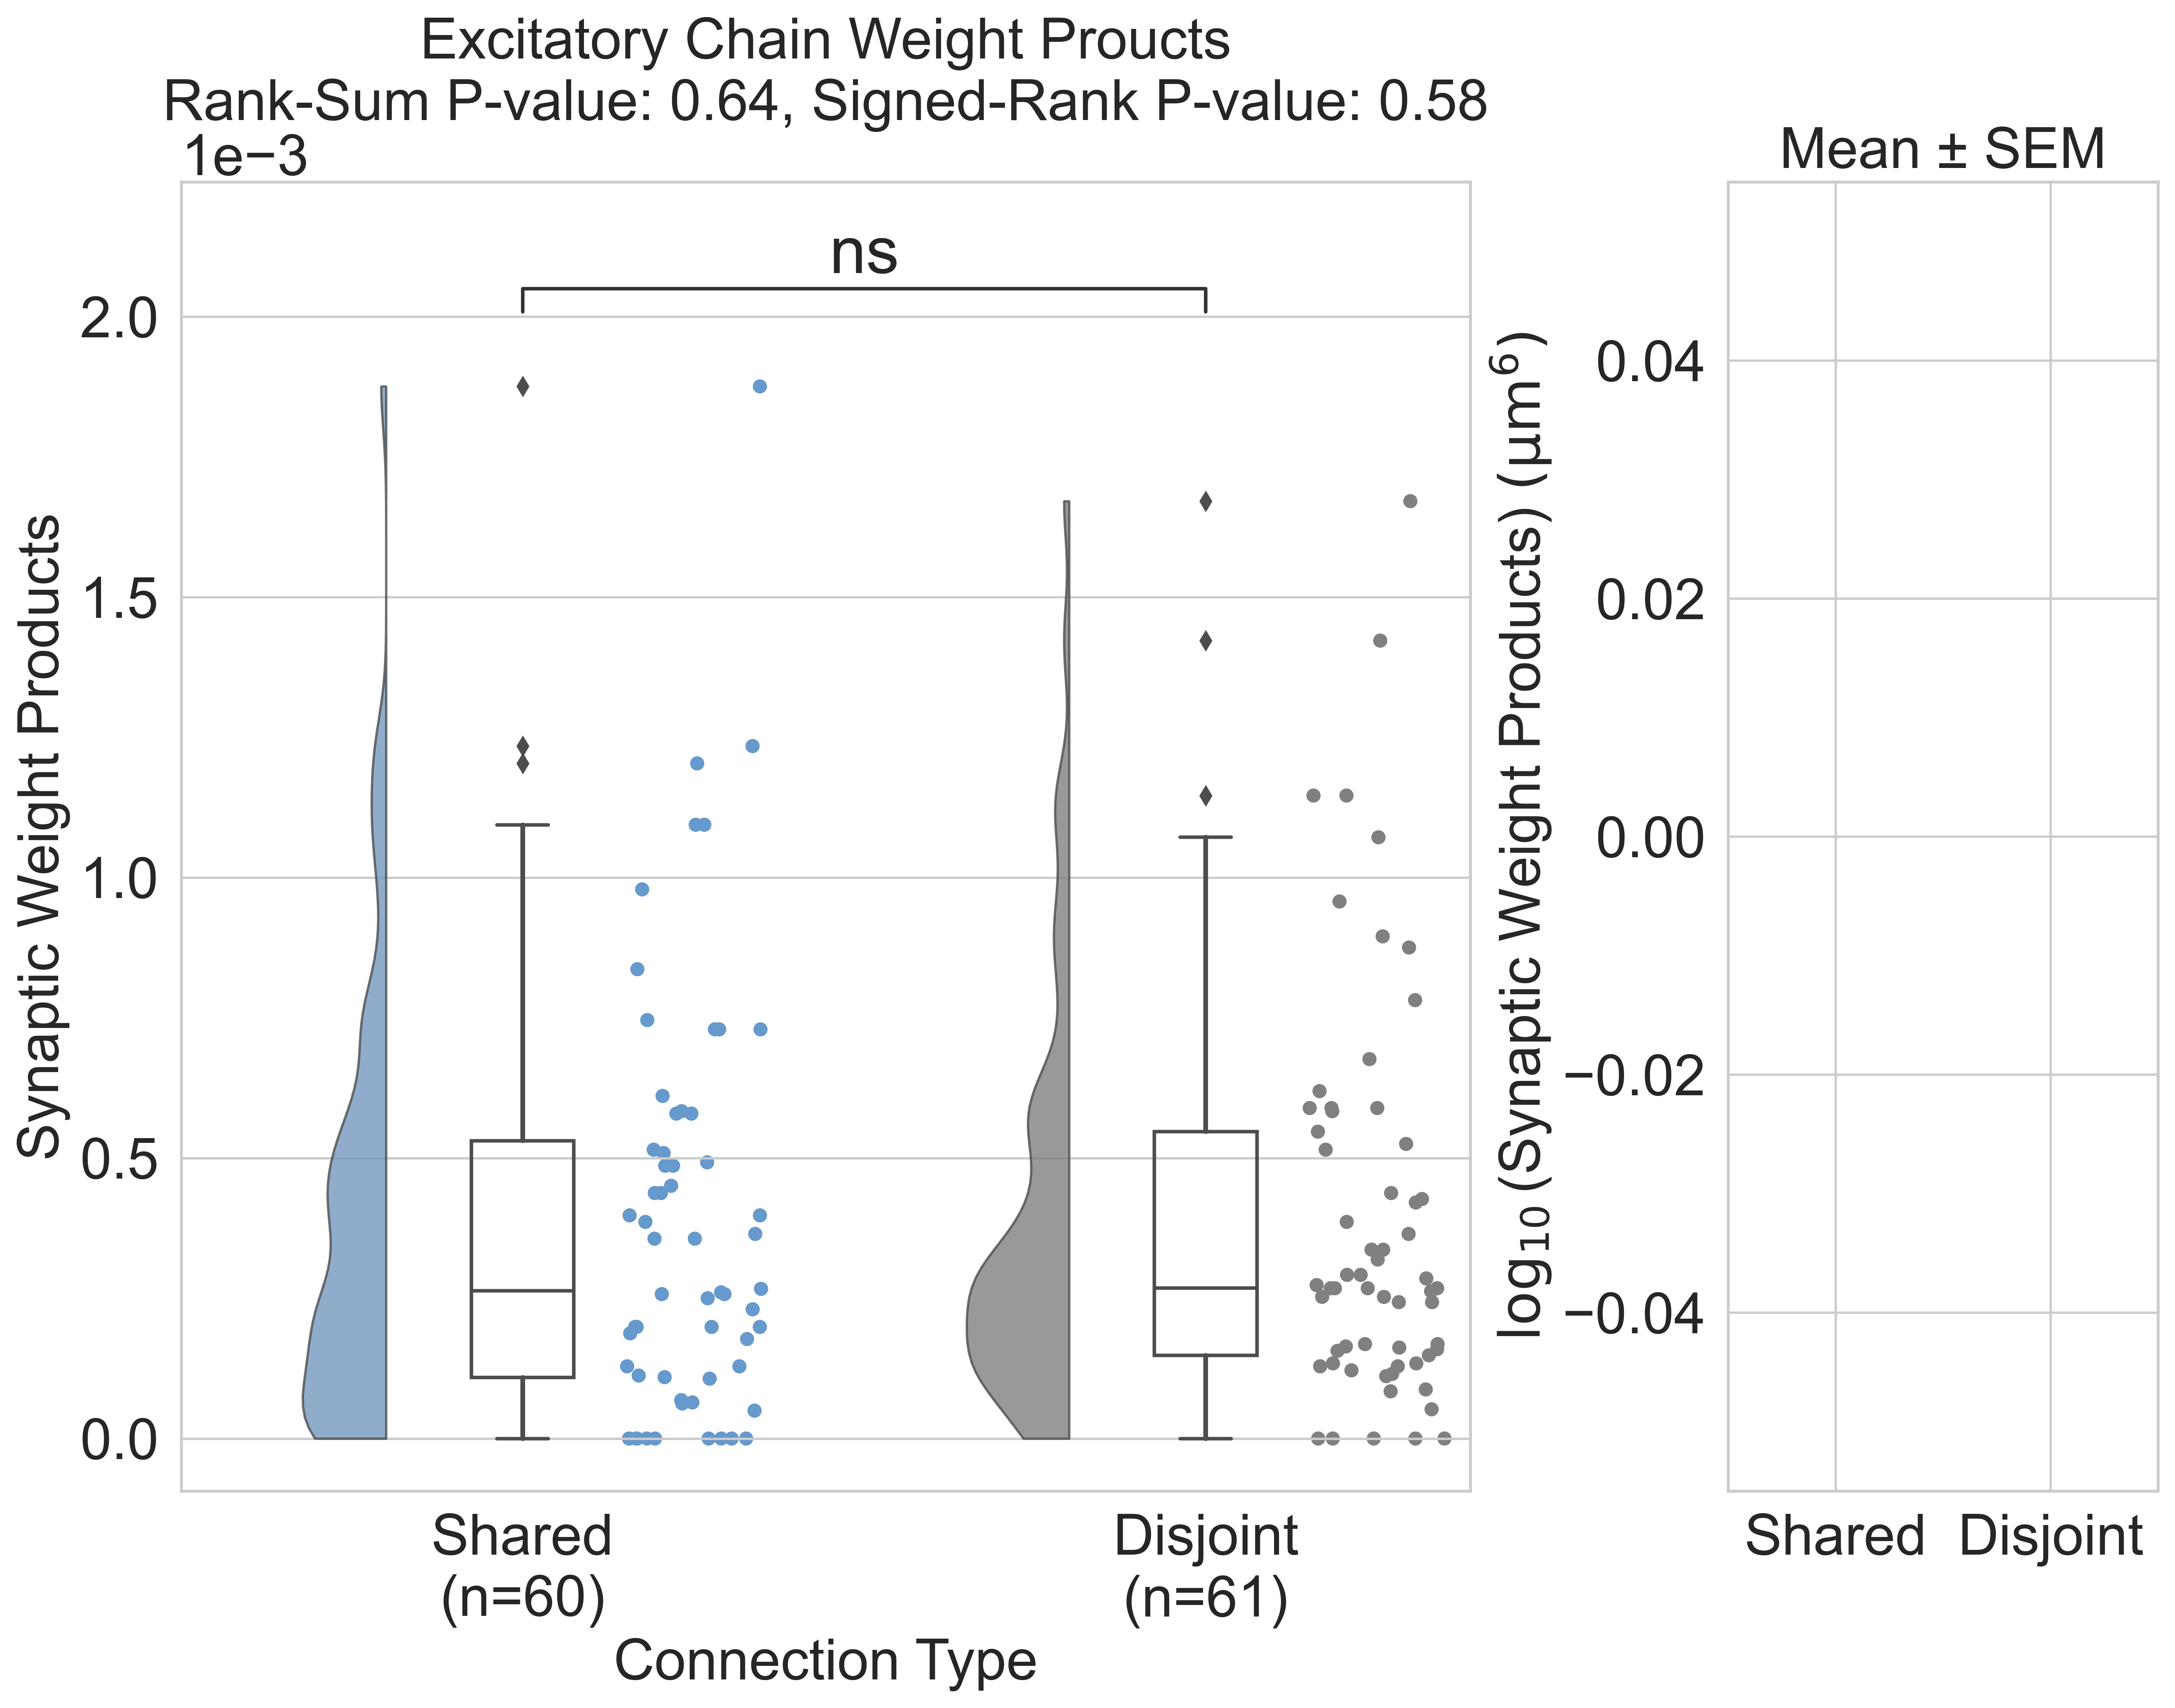 Excitatory Chain Weight Proucts
Rank-Sum P-value: 0.64, Signed-Rank P-value: 0.58
1e−3
Mean ± SEM
ns
2.0
1.5
1.0
0.5
0.0
Synaptic Weight Products
Shared
(n=60)
Disjoint
(n=61)
Connection Type
log₁₀ (Synaptic Weight Products) (µm⁶)
0.04
0.02
0.00
−0.02
−0.04
Shared Disjoint